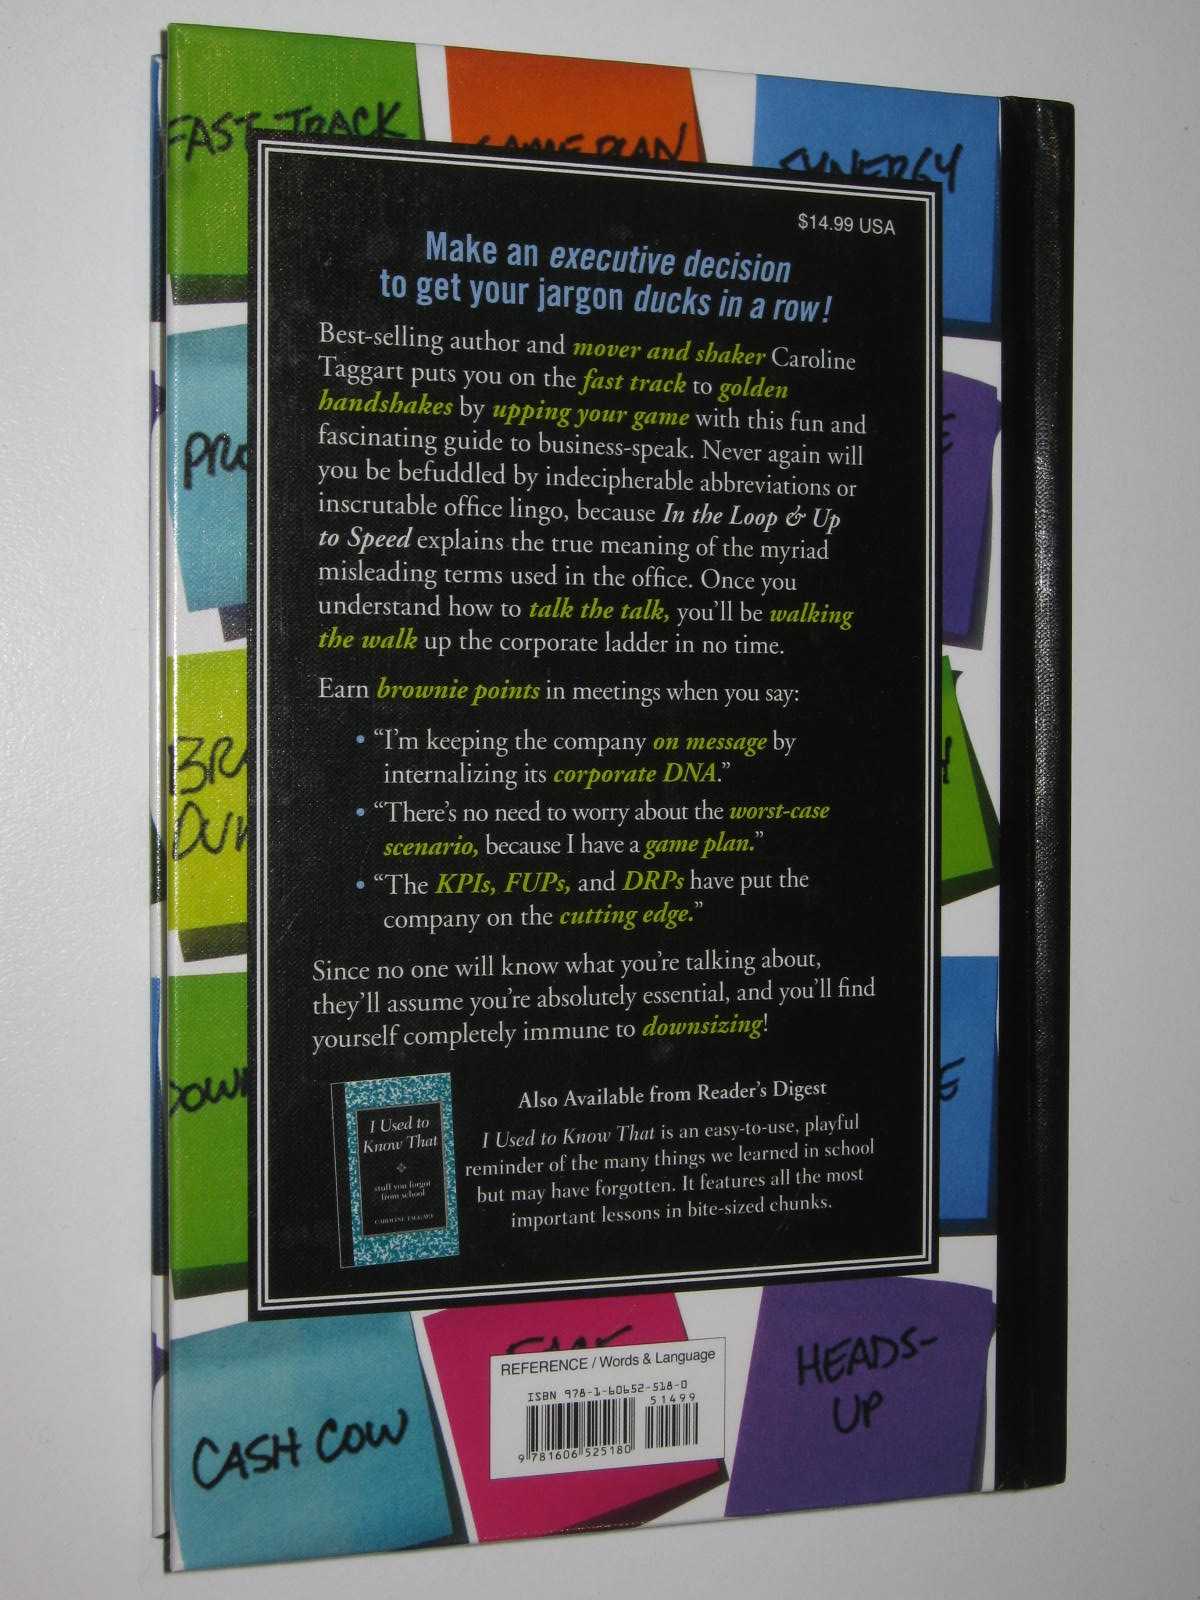 FAST-TRACK
GAME PLAN
SYNERGY
$14.99 USA
Make an executive decision
to get your jargon ducks in a row!
Best-selling author and mover and shaker Caroline
Taggart puts you on the fast track to golden
handshakes by upping your game with this fun and
fascinating guide to business-speak. Never again will
you be befuddled by indecipherable abbreviations or
inscrutable office lingo, because In the Loop & Up
to Speed explains the true meaning of the myriad
misleading terms used in the office. Once you
understand how to talk the talk, you'll be walking
the walk up the corporate ladder in no time.
Earn brownie points in meetings when you say:
• “I'm keeping the company on message by
internalizing its corporate DNA.”
• “There's no need to worry about the worst-case
scenario, because I have a game plan.”
• “The KPIs, FUPs, and DRPs have put the
company on the cutting edge.”
Since no one will know what you're talking about,
they'll assume you're absolutely essential, and you'll find
yourself completely immune to downsizing!
I Used to
Know That
stuff you forgot
from school
CAROLINE TAGGART
Also Available from Reader's Digest
I Used to Know That is an easy-to-use, playful
reminder of the many things we learned in school
but may have forgotten. It features all the most
important lessons in bite-sized chunks.
CASH COW
HEADS-
UP
REFERENCE / Words & Language
ISBN 978-1-60652-518-0
51499
9 781606 525180